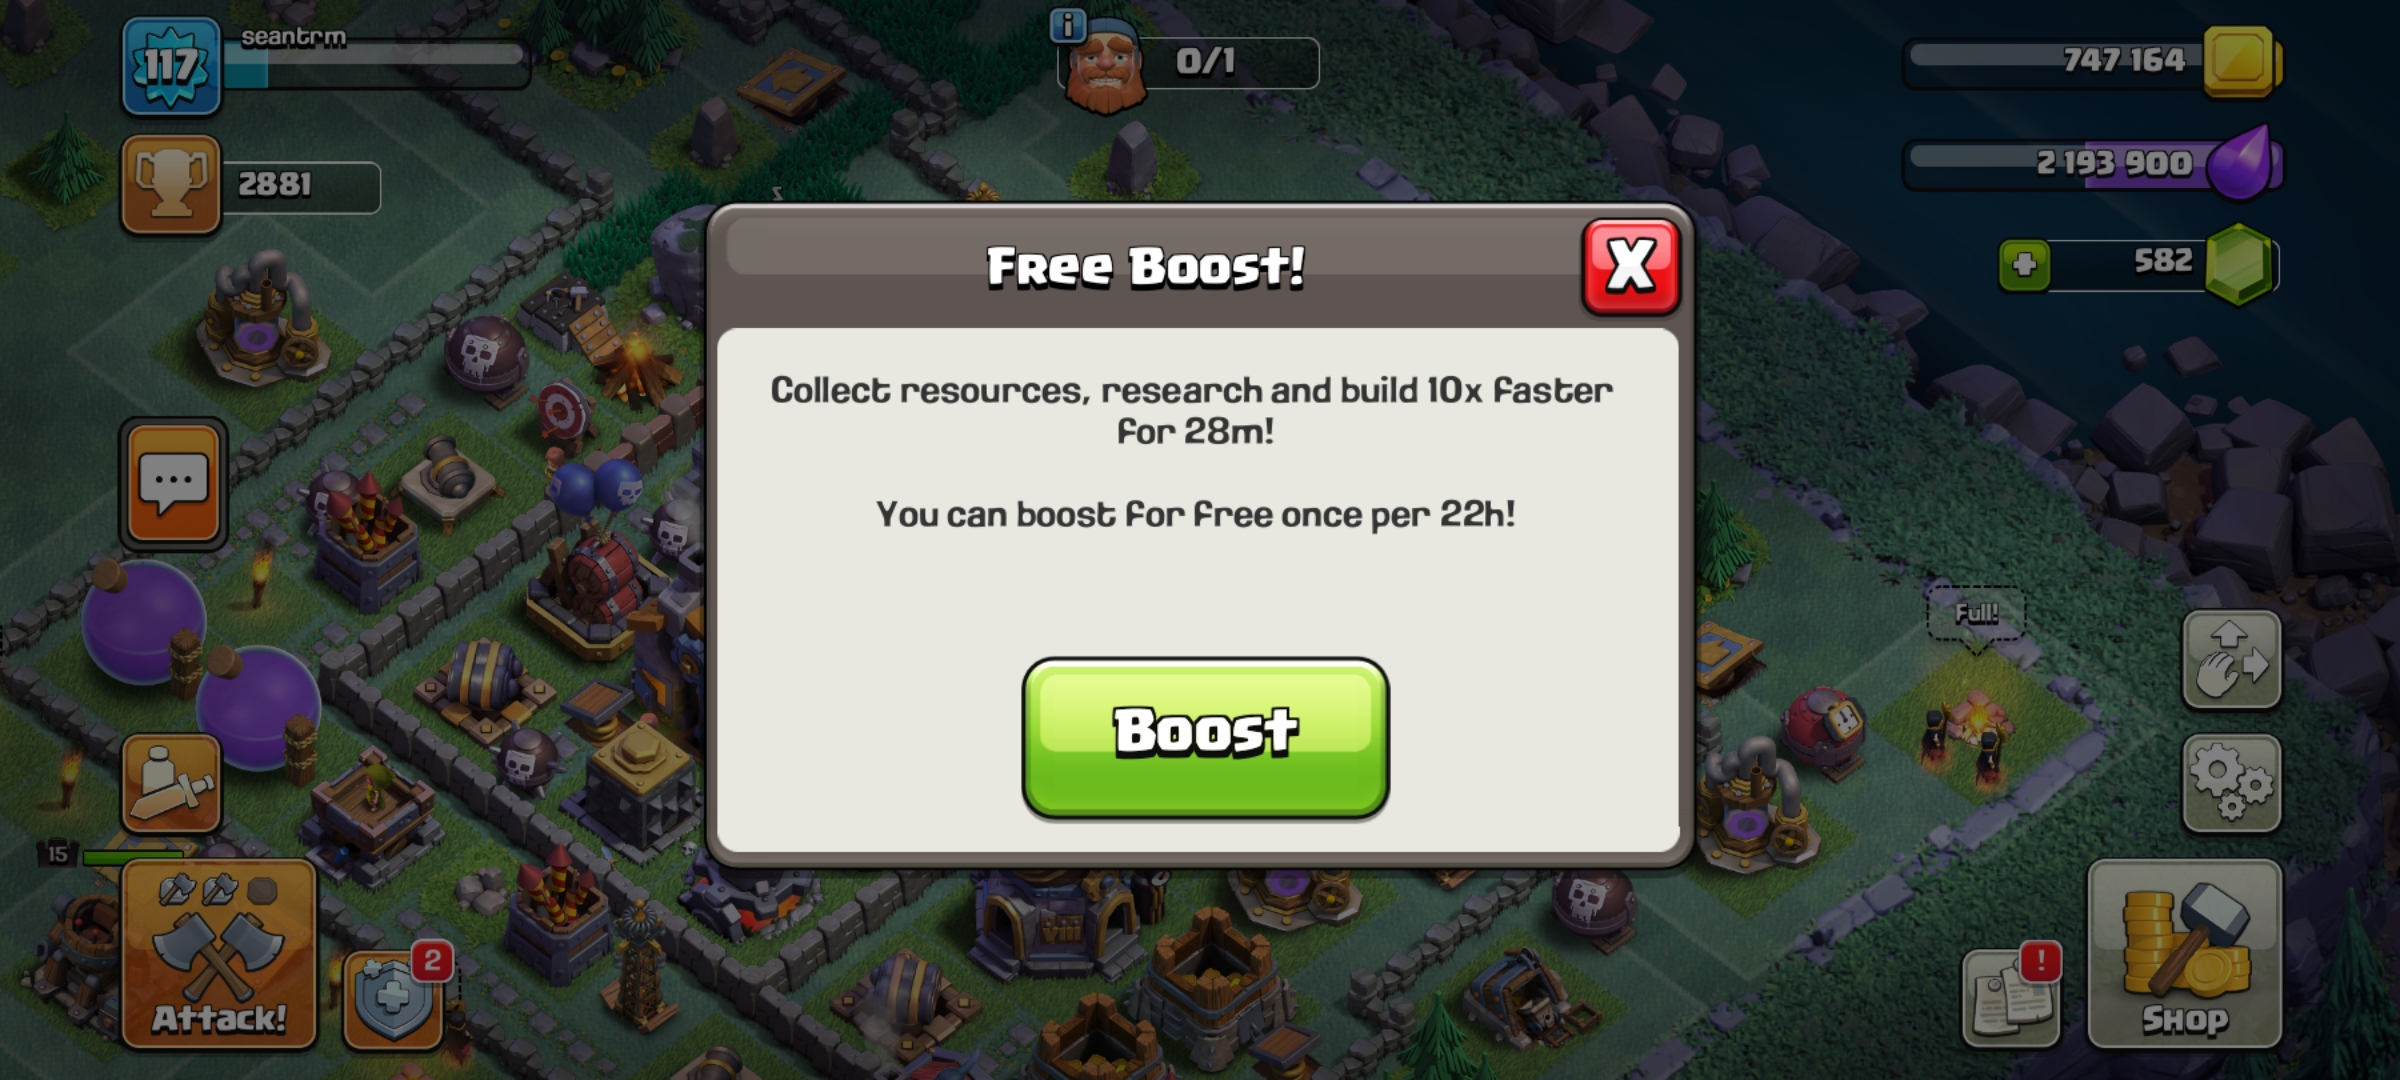 117
seantrm
0/1
747 164
2881
2 193 900
582
Free Boost!
X
Collect resources, research and build 10x faster
for 28m!
You can boost for free once per 22h!
Full!
Boost
15
2
!
Attack!
Shop